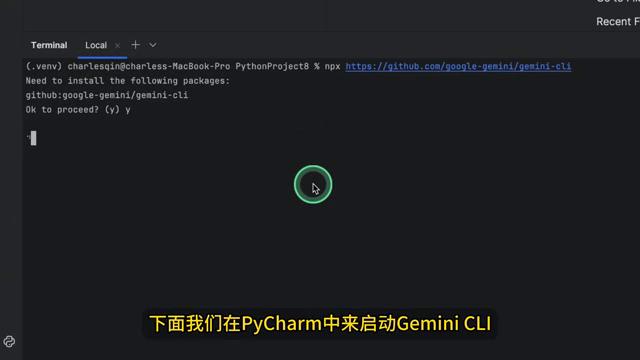 Recent F
Terminal
Local
(.venv) charlesqin@charless-MacBook-Pro PythonProject8 % npx https://github.com/google-gemini/gemini-cli
Need to install the following packages:
github:google-gemini/gemini-cli
Ok to proceed? (y) y
下面我们在PyCharm中来启动Gemini CLI